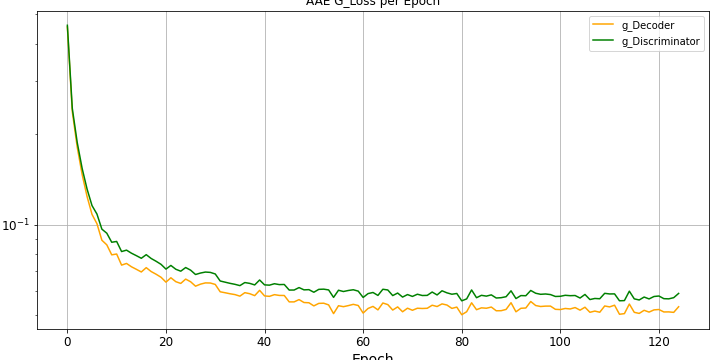 AAE G_Loss per Epoch
g_Decoder
g_Discriminator
10⁻¹
0 20 40 60 80 100 120
Epoch